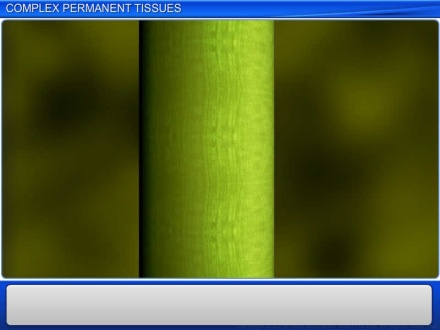 COMPLEX PERMANENT TISSUES